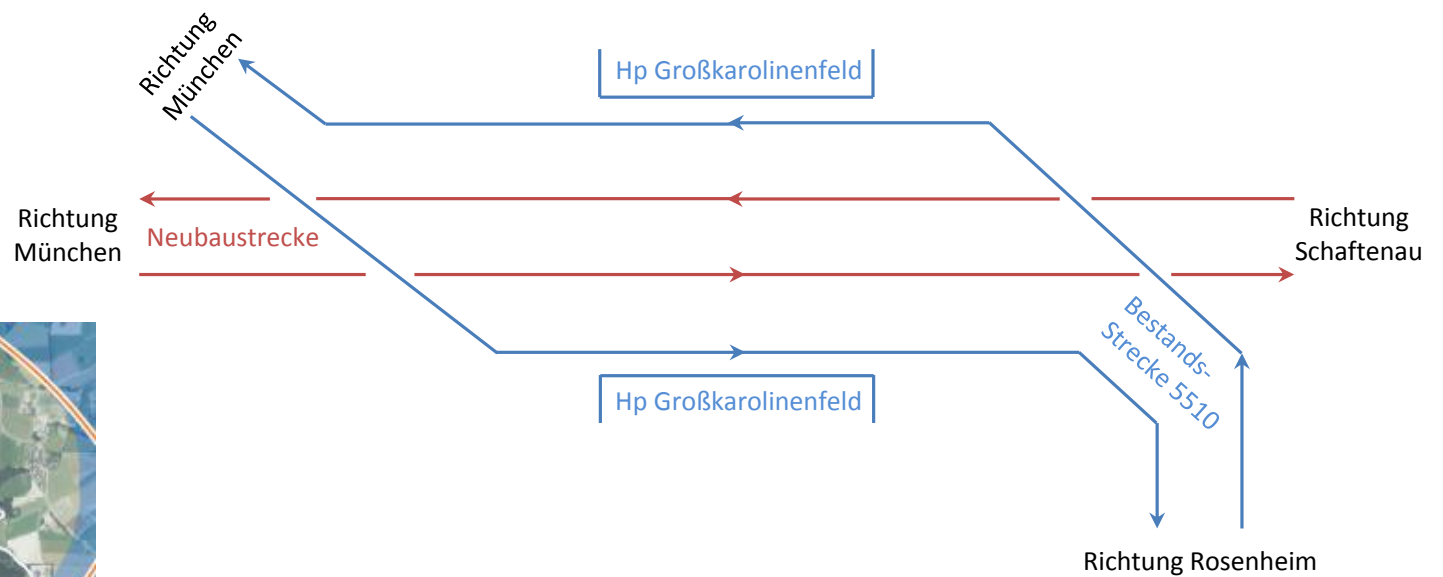 Richtung
München
Hp Großkarolinenfeld
Richtung
München
Neubaustrecke
Richtung
Schaftenau
Bestands-
Strecke 5510
Hp Großkarolinenfeld
Richtung Rosenheim